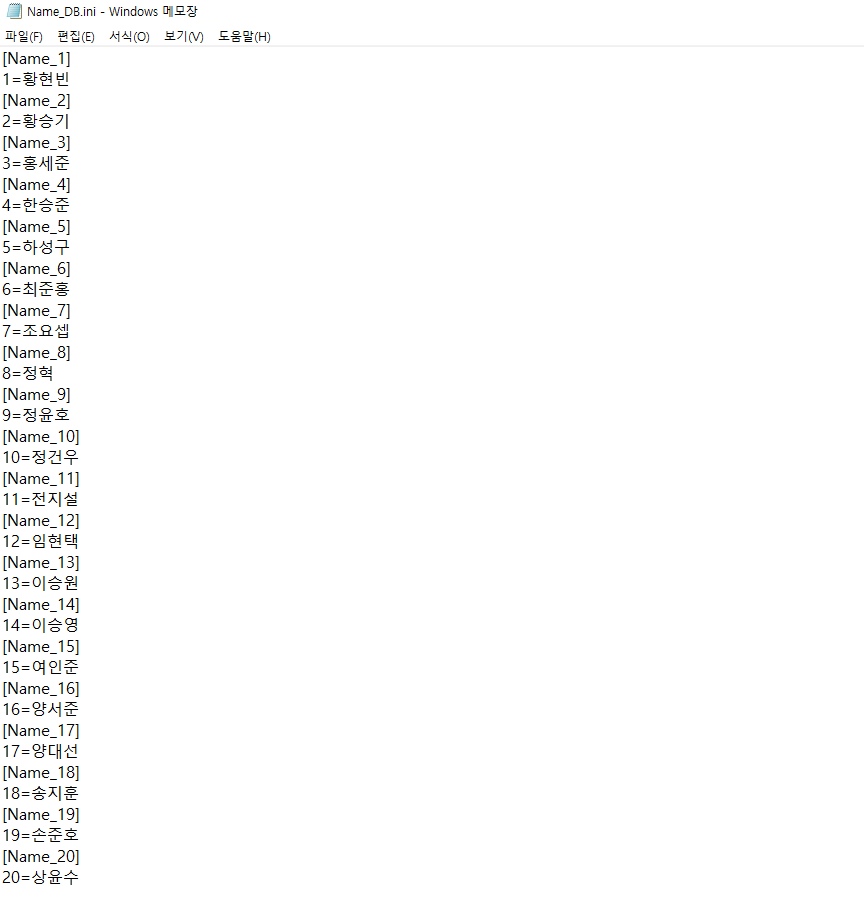 Name_DB.ini - Windows 메모장
파일(F) 편집(E) 서식(O) 보기(V) 도움말(H)
[Name_1]
1=황현빈
[Name_2]
2=황승기
[Name_3]
3=홍세준
[Name_4]
4=한승준
[Name_5]
5=하성구
[Name_6]
6=최준홍
[Name_7]
7=조요셉
[Name_8]
8=정혁
[Name_9]
9=정윤호
[Name_10]
10=정건우
[Name_11]
11=전지설
[Name_12]
12=임현택
[Name_13]
13=이승원
[Name_14]
14=이승영
[Name_15]
15=여인준
[Name_16]
16=양서준
[Name_17]
17=양대선
[Name_18]
18=송지훈
[Name_19]
19=손준호
[Name_20]
20=상윤수